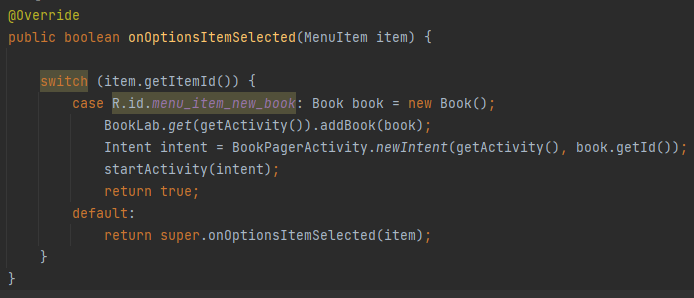 @Override
public boolean onOptionsItemSelected(MenuItem item) {
switch (item.getItemId()) {
case R.id.menu_item_new_book: Book book = new Book();
BookLab.get(getActivity()).addBook(book);
Intent intent = BookPagerActivity.newIntent(getActivity(), book.getId());
startActivity(intent);
return true;
default:
return super.onOptionsItemSelected(item);
}
}